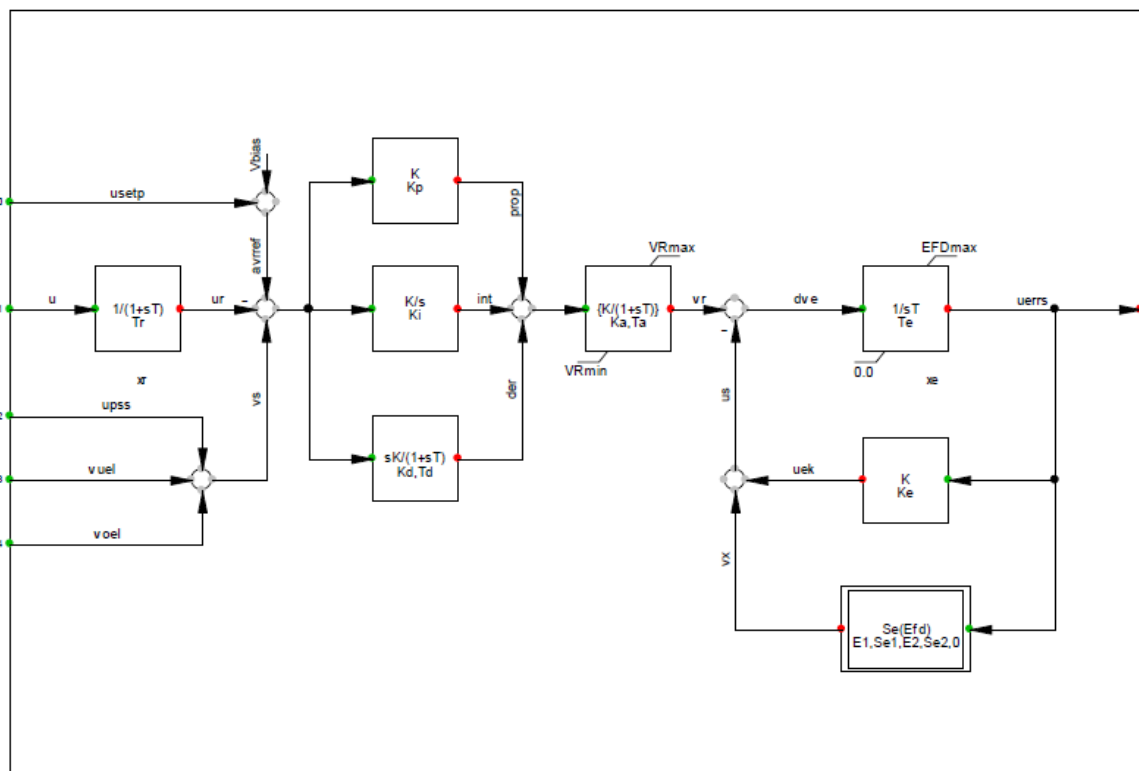 Vbias
usetp
avrref
K
Kp
prop
u
1/(1+sT)
Tr
ur
-
K/s
Ki
int
VRmax
{K/(1+sT)}
Ka,Ta
VRmin
vr
-
dve
EFDmax
1/sT
Te
0.0
uerrs
xr
xe
vs
der
us
upss
sK/(1+sT)
Kd,Td
vuel
voel
uek
K
Ke
vx
Se(Efd)
E1,Se1,E2,Se2,0